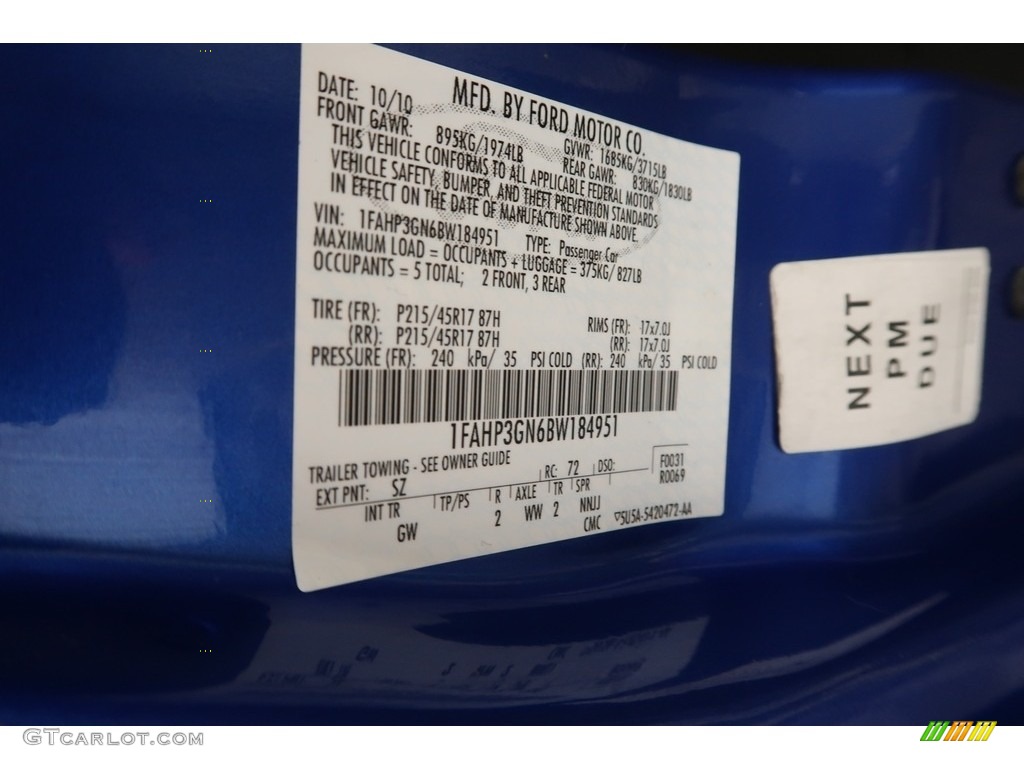 DATE: 10/10 MFD. BY FORD MOTOR CO.
FRONT GAWR: 895KG/1974LB GVWR: 1685KG/3715LB
REAR GAWR: 830KG/1830LB
THIS VEHICLE CONFORMS TO ALL APPLICABLE FEDERAL MOTOR
VEHICLE SAFETY, BUMPER, AND THEFT PREVENTION STANDARDS
IN EFFECT ON THE DATE OF MANUFACTURE SHOWN ABOVE.
VIN: 1FAHP3GN6BW184951 TYPE: Passenger Car
MAXIMUM LOAD = OCCUPANTS + LUGGAGE = 375KG/ 827LB
OCCUPANTS = 5 TOTAL; 2 FRONT, 3 REAR
TIRE (FR): P215/45R17 87H RIMS (FR): 17x7.0J
(RR): P215/45R17 87H (RR): 17x7.0J
PRESSURE (FR): 240 kPa/ 35 PSI COLD (RR): 240 kPa/ 35 PSI COLD
1FAHP3GN6BW184951
TRAILER TOWING - SEE OWNER GUIDE
EXT PNT: SZ RC: 72 DSO: F0031
R0069
INT TR TP/PS R AXLE TR SPR
GW 2 WW 2 NNJJ
CMC 5U5A-5420472-AA
NEXT
PM
DUE
GTCARLOT.COM